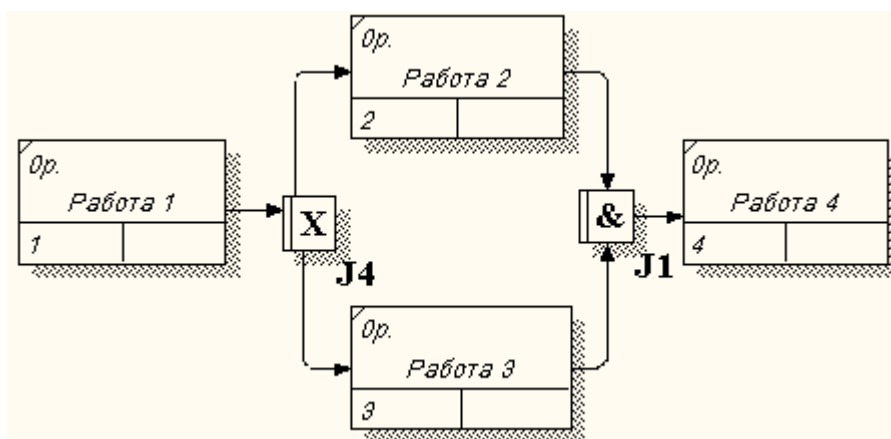 0р.
Работа 1
1
X
J4
0р.
Работа 2
2
0р.
Работа 3
3
&
J1
0р.
Работа 4
4